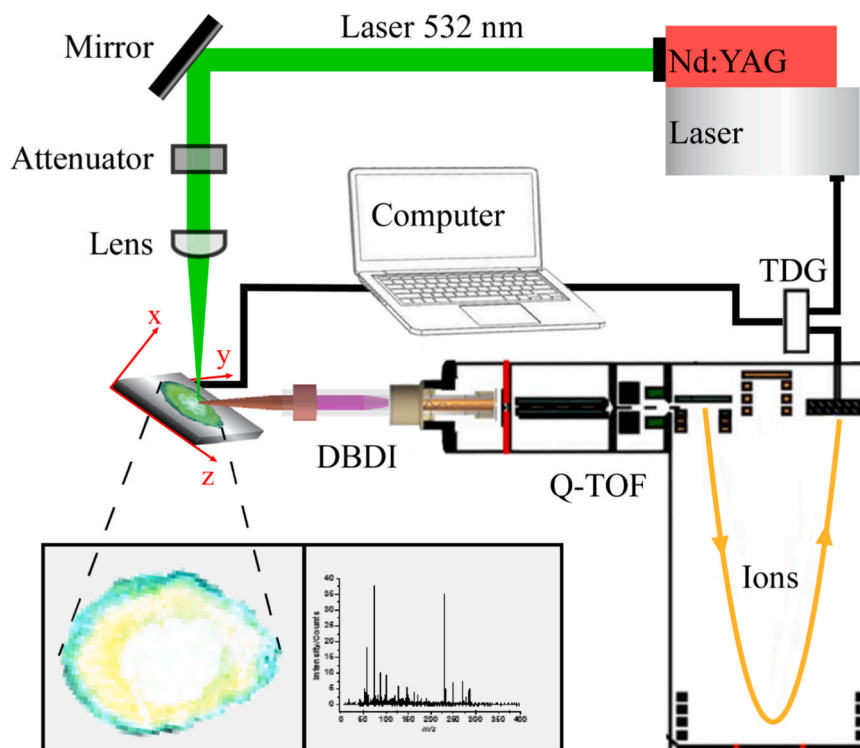 Laser 532 nm
Mirror
Nd:YAG
Laser
Attenuator
Computer
Lens
TDG
x
y
z
DBDI
Q-TOF
Ions
Intensity/Counts
40
35
30
25
20
15
10
5
0
0 50 100 150 200 250 300 350 400
m/z